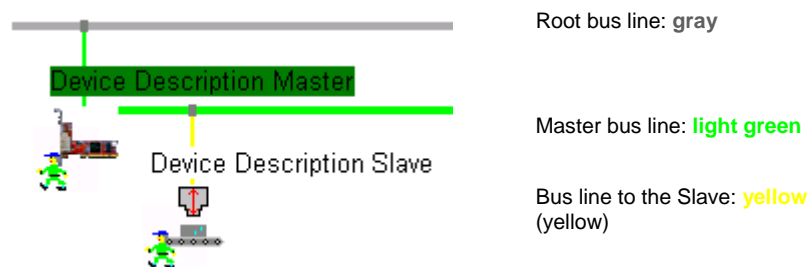 Root bus line: gray
Device Description Master
Master bus line: light green
Device Description Slave
Bus line to the Slave: yellow
(yellow)